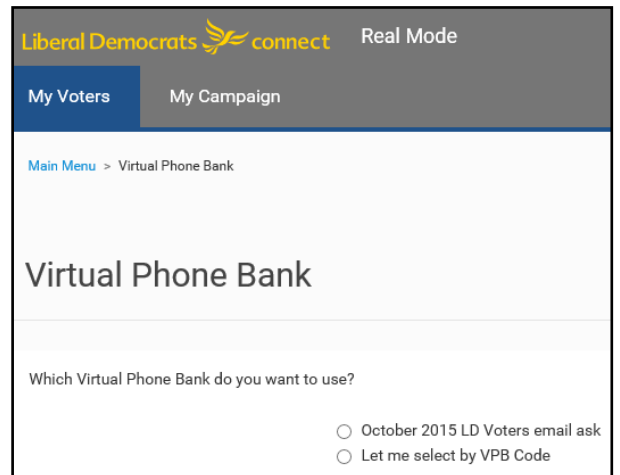 Liberal Democrats connect Real Mode
My Voters My Campaign
Main Menu > Virtual Phone Bank
Virtual Phone Bank
Which Virtual Phone Bank do you want to use?
October 2015 LD Voters email ask
Let me select by VPB Code